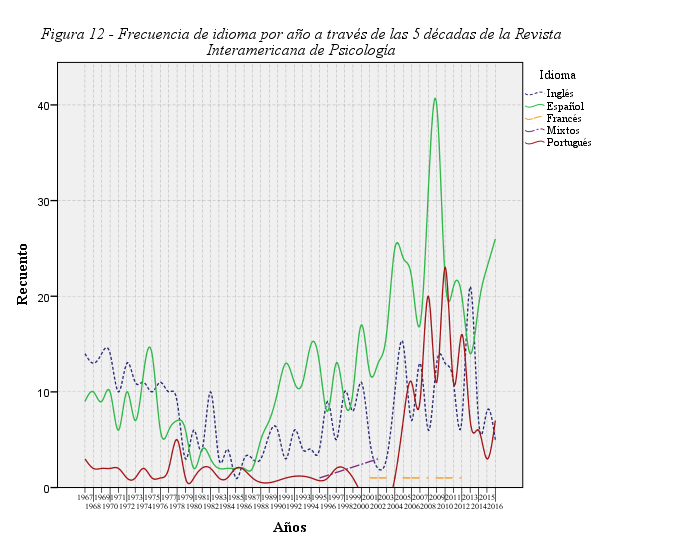 Figura 12 - Frecuencia de idioma por año a través de las 5 décadas de la Revista
Interamericana de Psicología
Idioma
Inglés
Español
Francés
Mixtos
Portugués
Recuento
40
30
20
10
0
1967 1969 1971 1973 1975 1977 1979 1981 1983 1985 1987 1989 1991 1993 1995 1997 1999 2001 2003 2005 2007 2009 2011 2013 2015
1968 1970 1972 1974 1976 1978 1980 1982 1984 1986 1988 1990 1992 1994 1996 1998 2000 2002 2004 2006 2008 2010 2012 2014 2016
Años